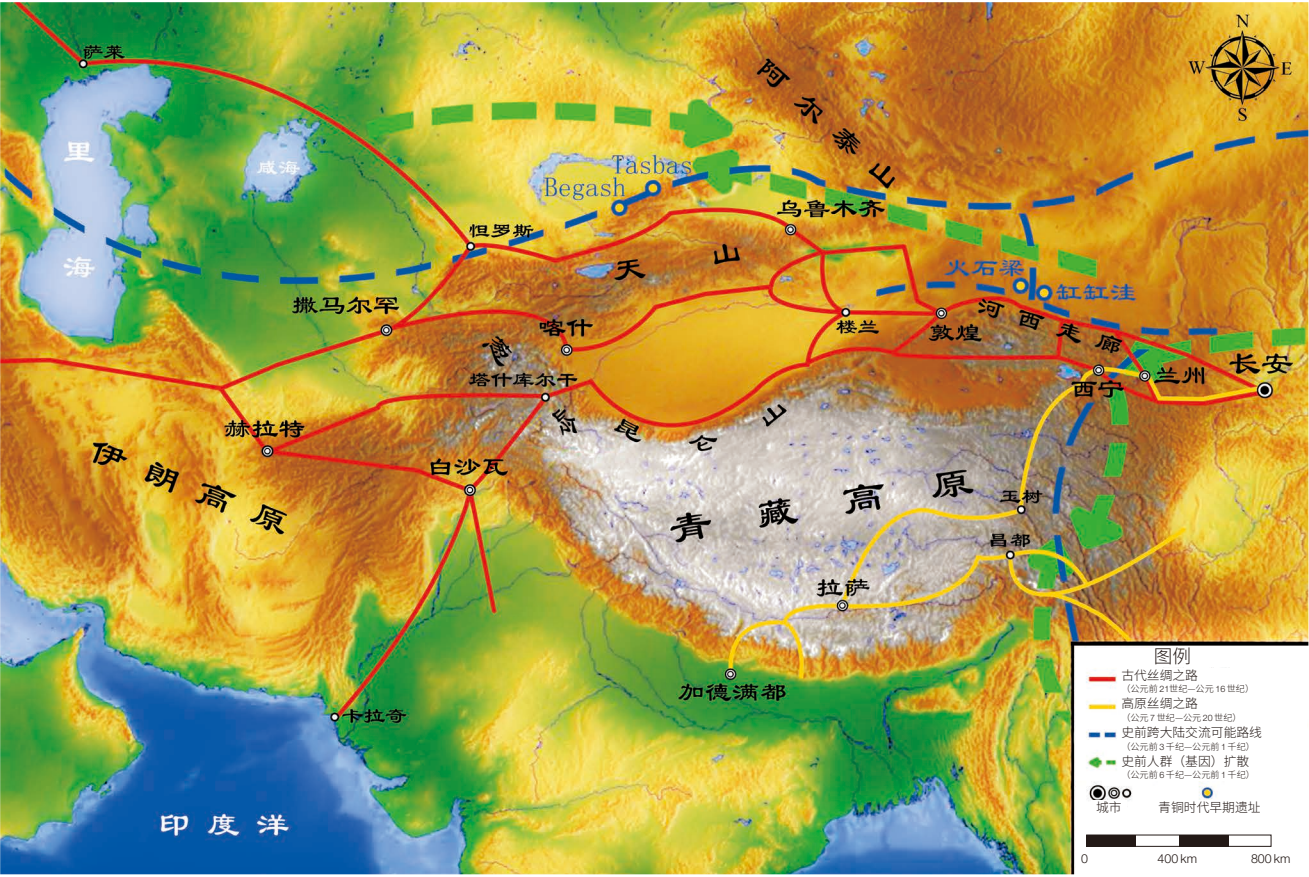 萨莱
N
W E
S
阿尔泰山
里海
咸海
Tasbas
Begash
乌鲁木齐
怛罗斯
天山
火石梁
缸缸洼
撒马尔罕
喀什
楼兰
敦煌
河西走廊
葱岭
塔什库尔干
西宁
兰州
长安
赫拉特
昆仑山
伊朗高原
白沙瓦
青藏高原
玉树
昌都
拉萨
加德满都
卡拉奇
印度洋
图例
古代丝绸之路
（公元前21世纪—公元16世纪）
高原丝绸之路
（公元7世纪—公元20世纪）
史前跨大陆交流可能路线
（公元前3千纪—公元前1千纪）
史前人群（基因）扩散
（公元前6千纪—公元前1千纪）
城市 青铜时代早期遗址
0 400 km 800 km